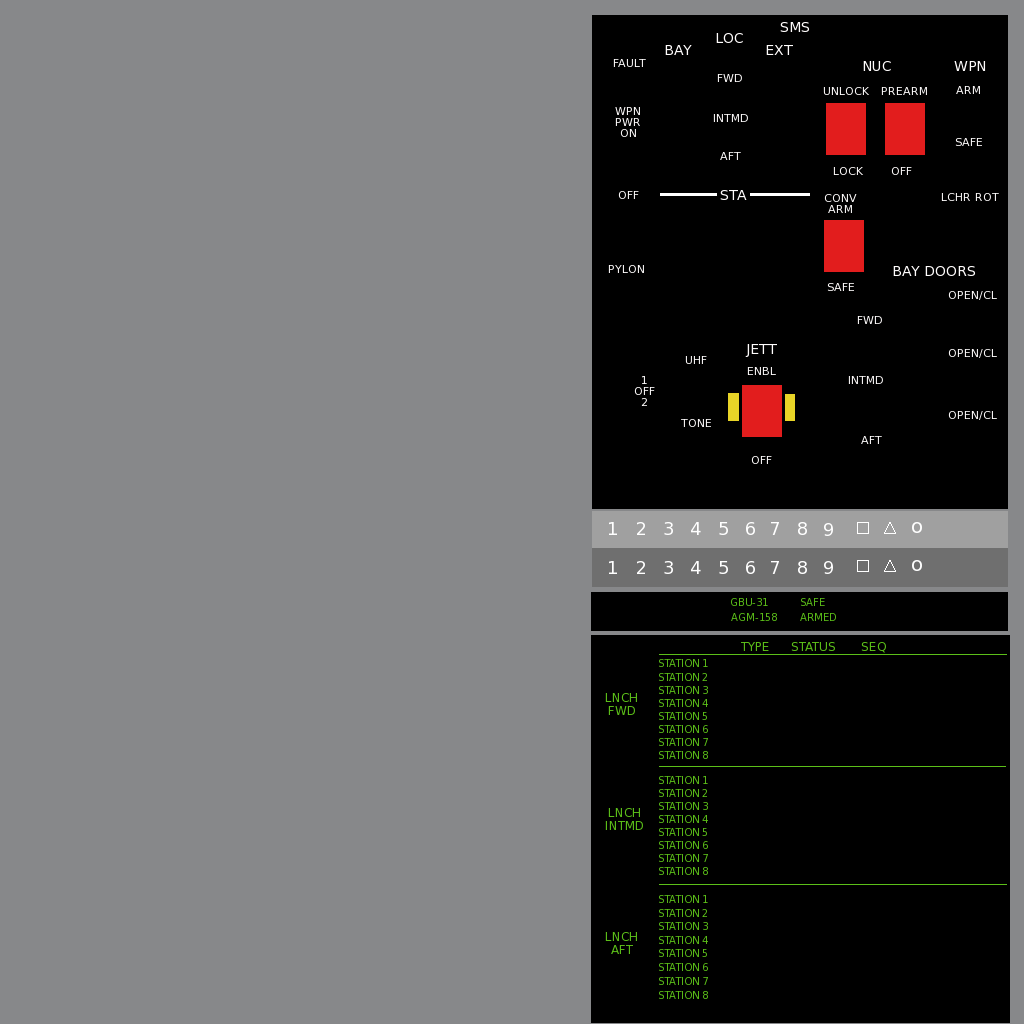 SMS
LOC
BAY EXT
FAULT
NUC WPN
FWD
UNLOCK PREARM ARM
WPN
PWR
ON
INTMD
SAFE
AFT
LOCK OFF
OFF
STA
CONV
ARM
LCHR ROT
PYLON
BAY DOORS
SAFE
OPEN/CL
FWD
JETT
OPEN/CL
UHF
ENBL
1
OFF
2
INTMD
OPEN/CL
TONE
AFT
OFF
1 2 3 4 5 6 7 8 9 □ △ O
1 2 3 4 5 6 7 8 9 □ △ O
GBU-31 SAFE
AGM-158 ARMED
TYPE STATUS SEQ
LNCH
FWD
STATION 1
STATION 2
STATION 3
STATION 4
STATION 5
STATION 6
STATION 7
STATION 8
LNCH
INTMD
STATION 1
STATION 2
STATION 3
STATION 4
STATION 5
STATION 6
STATION 7
STATION 8
LNCH
AFT
STATION 1
STATION 2
STATION 3
STATION 4
STATION 5
STATION 6
STATION 7
STATION 8